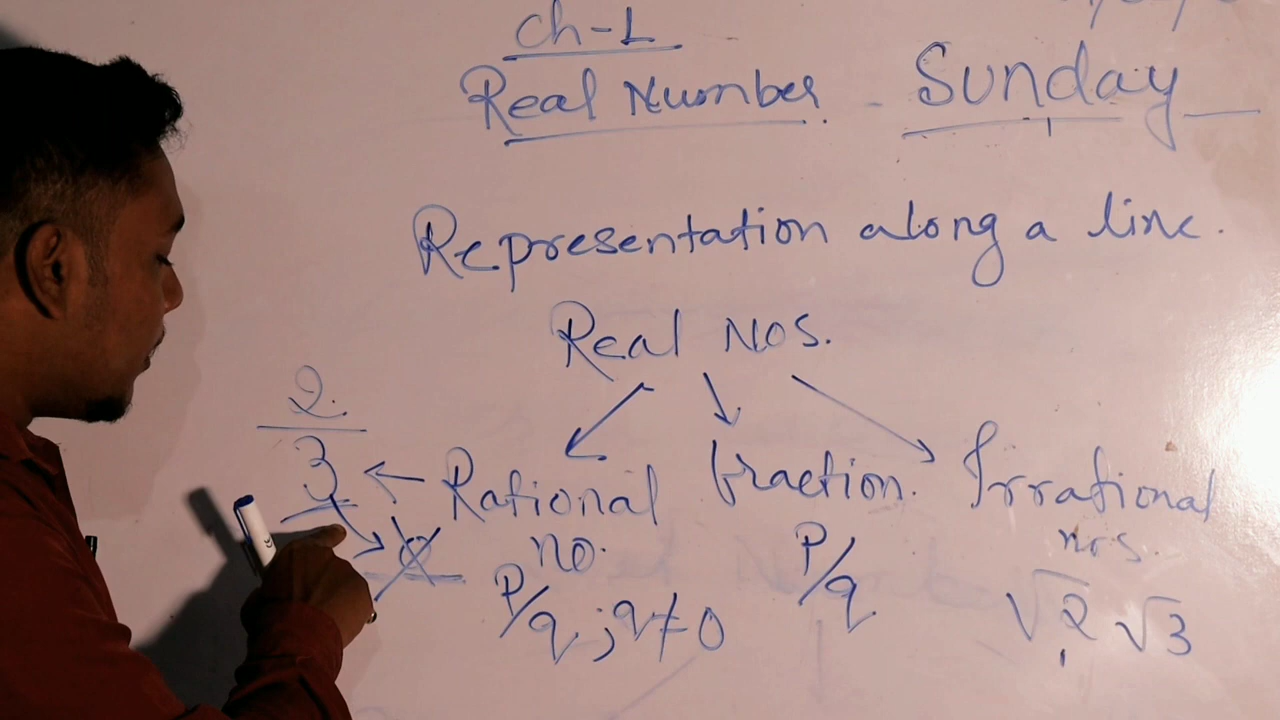 Ch-1
Real Number
Sunday
Representation along a line.
Real Nos.
2
3
Rational no.
fraction.
Irrational nos.
0
P/q ; q≠0
P/q
√2 √3